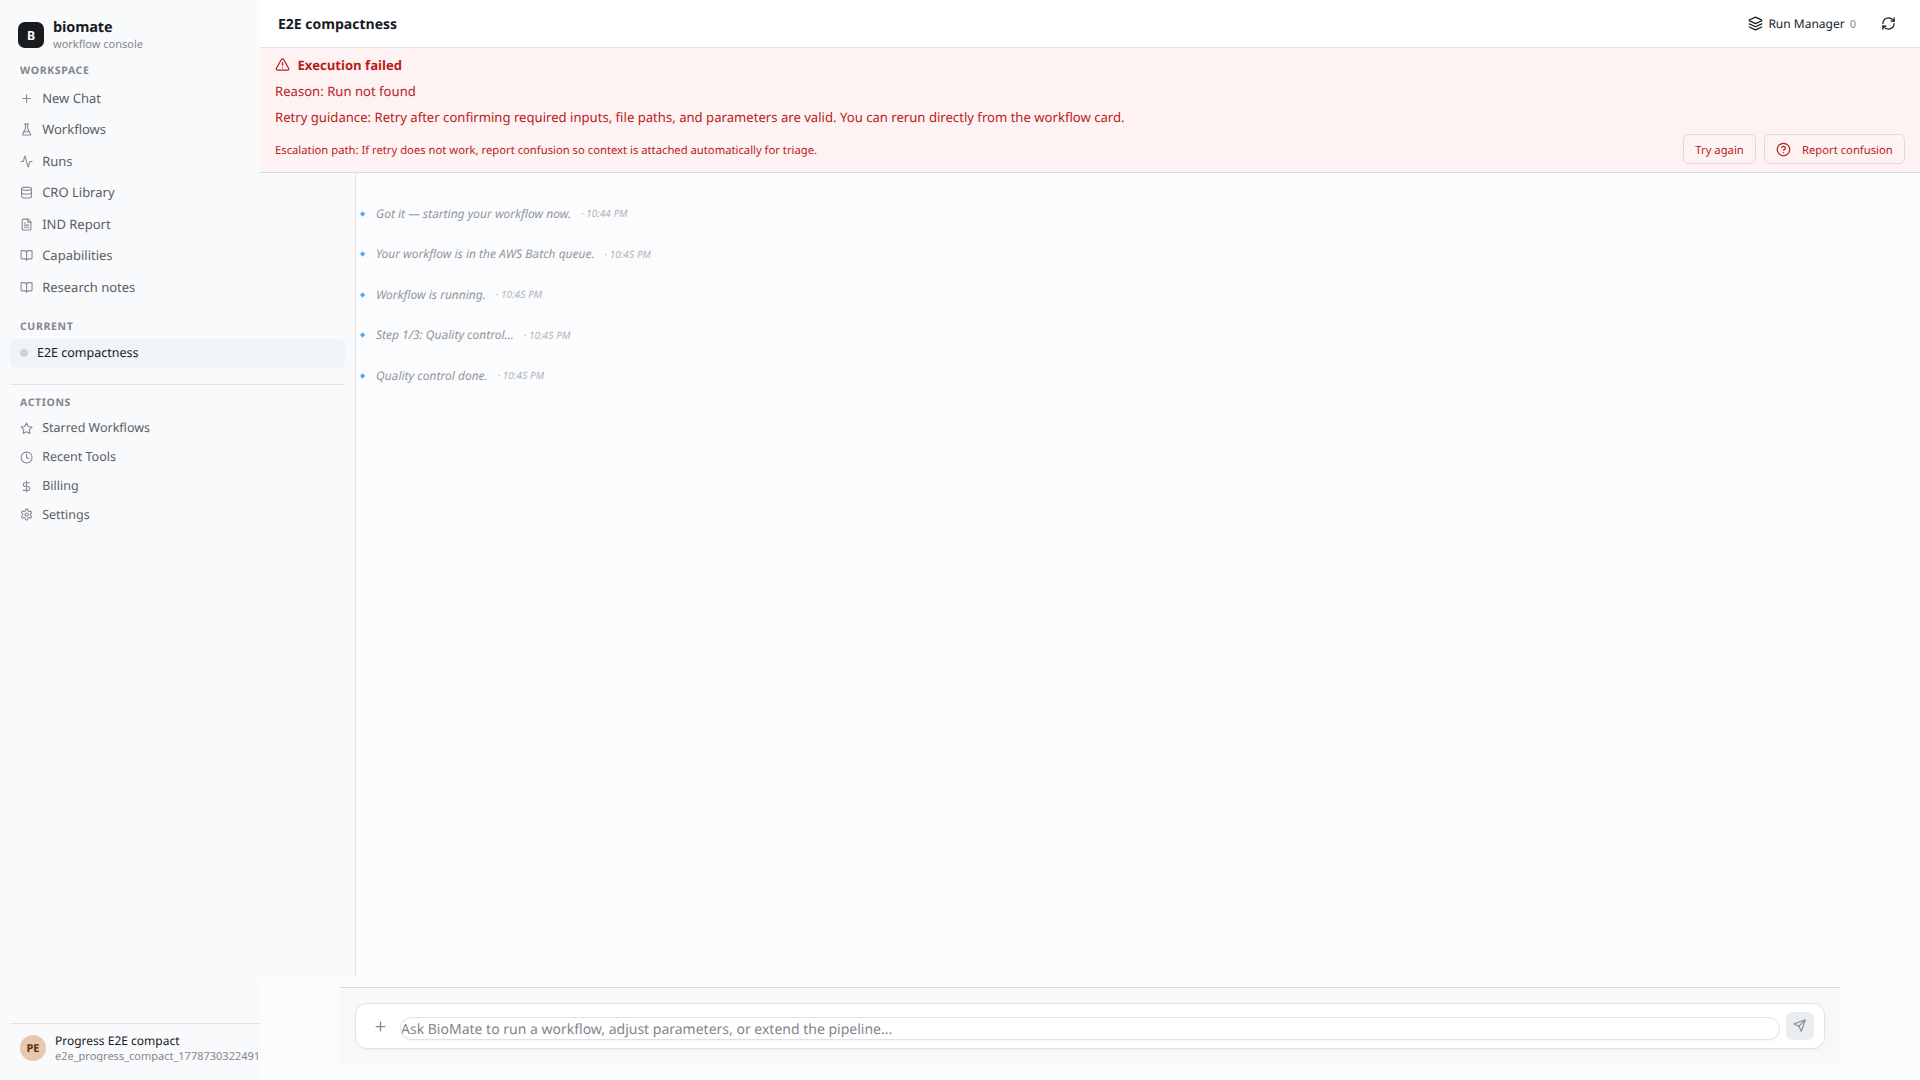 B
biomate
workflow console
WORKSPACE
New Chat
Workflows
Runs
CRO Library
IND Report
Capabilities
Research notes
CURRENT
E2E compactness
ACTIONS
Starred Workflows
Recent Tools
Billing
Settings
PE
Progress E2E compact
e2e_progress_compact_1778730322491
E2E compactness
Run Manager 0
Execution failed
Reason: Run not found
Retry guidance: Retry after confirming required inputs, file paths, and parameters are valid. You can rerun directly from the workflow card.
Escalation path: If retry does not work, report confusion so context is attached automatically for triage.
Try again
Report confusion
Got it — starting your workflow now. · 10:44 PM
Your workflow is in the AWS Batch queue. · 10:45 PM
Workflow is running. · 10:45 PM
Step 1/3: Quality control... · 10:45 PM
Quality control done. · 10:45 PM
Ask BioMate to run a workflow, adjust parameters, or extend the pipeline...